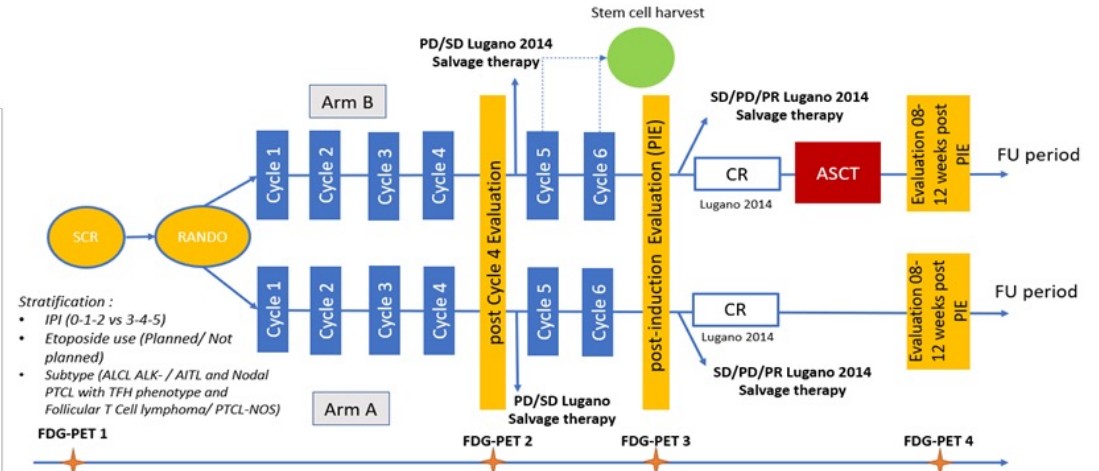 Stem cell harvest
PD/SD Lugano 2014
Salvage therapy
Arm B
Cycle 1
Cycle 2
Cycle 3
Cycle 4
post Cycle 4 Evaluation
Cycle 5
Cycle 6
post-induction Evaluation (PIE)
SD/PD/PR Lugano 2014
Salvage therapy
CR
Lugano 2014
ASCT
Evaluation 08-
12 weeks post
PIE
FU period
SCR
RANDO
Stratification :
• IPI (0-1-2 vs 3-4-5)
• Etoposide use (Planned/ Not
planned)
• Subtype (ALCL ALK- / AITL and Nodal
PTCL with TFH phenotype and
Follicular T Cell lymphoma/ PTCL-NOS)
Cycle 1
Cycle 2
Cycle 3
Cycle 4
Cycle 5
Cycle 6
CR
Lugano 2014
Evaluation 08-
12 weeks post
PIE
FU period
SD/PD/PR Lugano 2014
Salvage therapy
PD/SD Lugano
Salvage therapy
Arm A
FDG-PET 1
FDG-PET 2
FDG-PET 3
FDG-PET 4